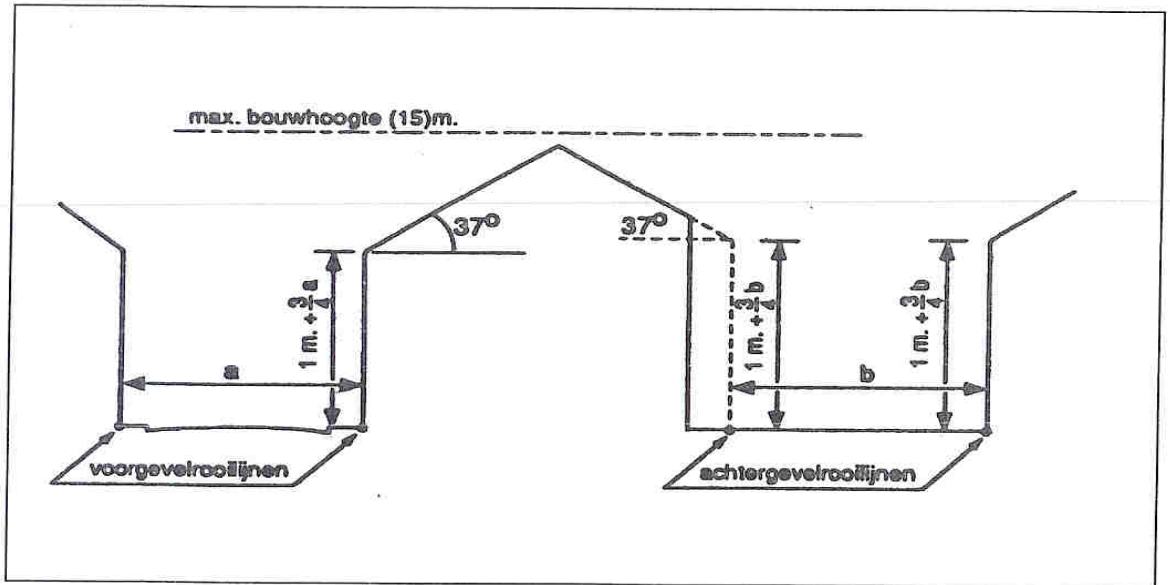 max. bouwhoogte (15)m.
37°
37°
1 m. + 3/4 a
1 m. + 3/4 b
1 m. + 3/4 b
a
b
voorgevelrooilijnen
achtergevelrooilijnen